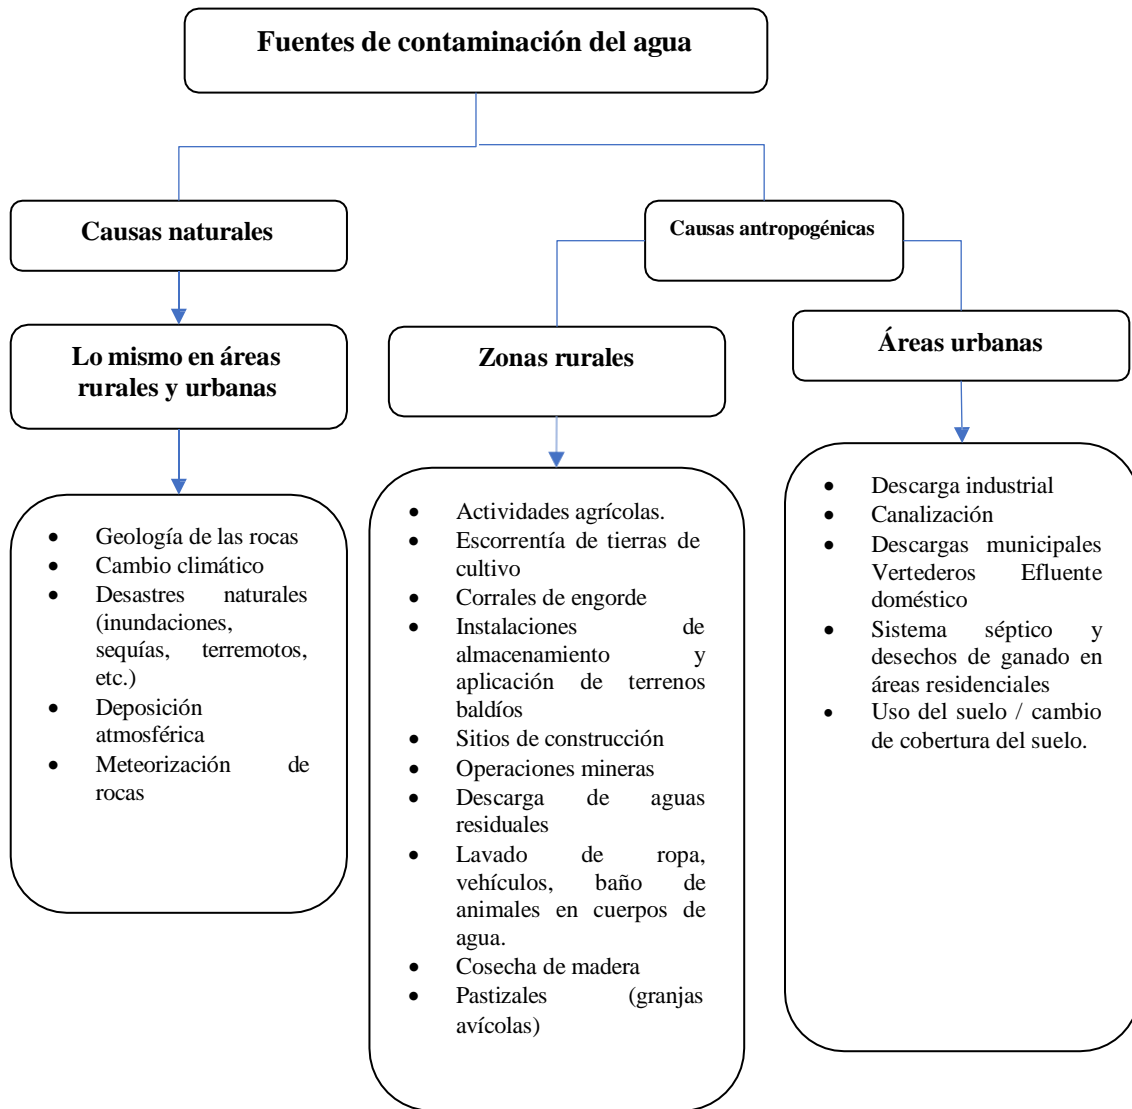 Fuentes de contaminación del agua
Causas naturales
Causas antropogénicas
Lo mismo en áreas
rurales y urbanas
Zonas rurales
Áreas urbanas
• Geología de las rocas
• Cambio climático
• Desastres naturales
(inundaciones,
sequías, terremotos,
etc.)
• Deposición
atmosférica
• Meteorización de
rocas
• Actividades agrícolas.
• Escorrentía de tierras de
cultivo
• Corrales de engorde
• Instalaciones de
almacenamiento y
aplicación de terrenos
baldíos
• Sitios de construcción
• Operaciones mineras
• Descarga de aguas
residuales
• Lavado de ropa,
vehículos, baño de
animales en cuerpos de
agua.
• Cosecha de madera
• Pastizales (granjas
avícolas)
• Descarga industrial
• Canalización
• Descargas municipales
Vertederos Efluente
doméstico
• Sistema séptico y
desechos de ganado en
áreas residenciales
• Uso del suelo / cambio
de cobertura del suelo.